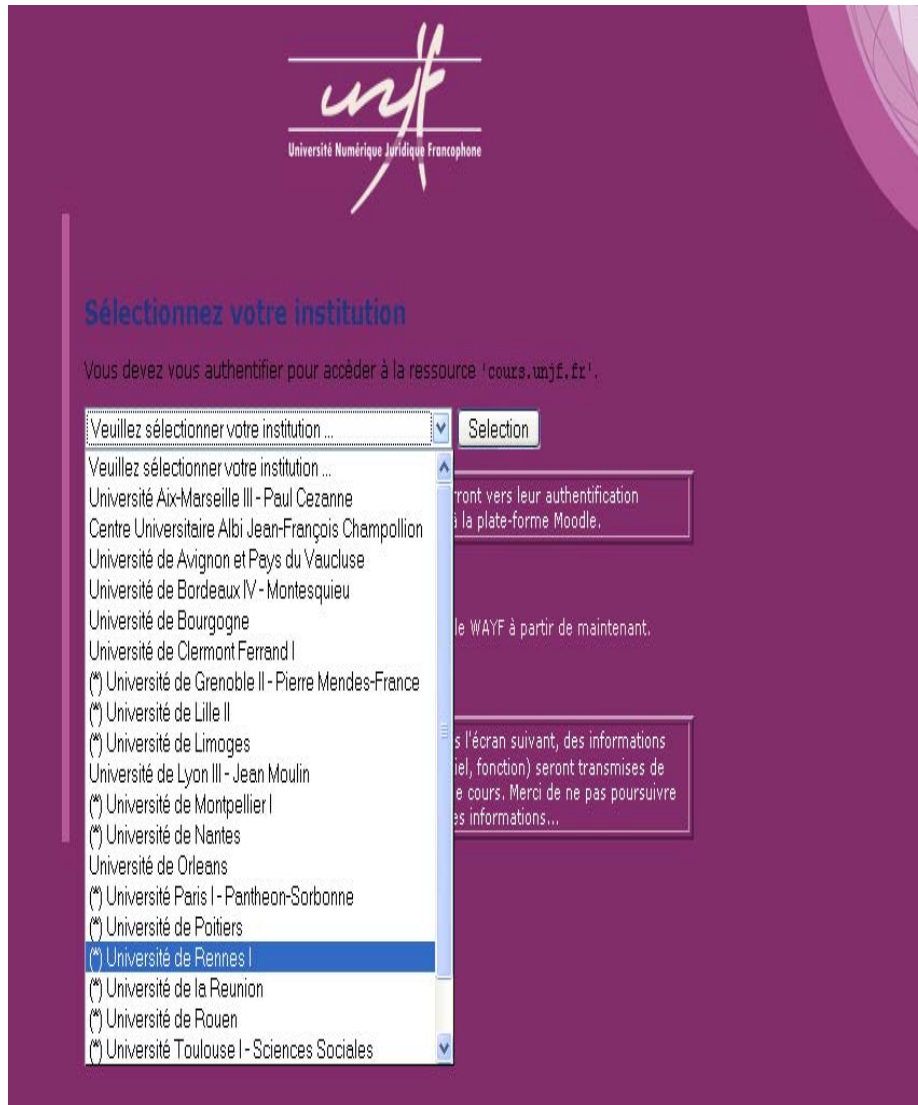 unjf
Université Numérique Juridique Francophone
Sélectionnez votre institution
Vous devez vous authentifier pour accéder à la ressource 'cours.unjf.fr'.
Veuillez sélectionner votre institution ...
Selection
Veuillez sélectionner votre institution ...
Université Aix-Marseille III - Paul Cezanne
Centre Universitaire Albi Jean-François Champollion
Université de Avignon et Pays du Vaucluse
Université de Bordeaux IV - Montesquieu
Université de Bourgogne
Université de Clermont Ferrand I
(*) Université de Grenoble II - Pierre Mendes-France
(*) Université de Lille II
(*) Université de Limoges
Université de Lyon III - Jean Moulin
(*) Université de Montpellier I
(*) Université de Nantes
Université de Orleans
(*) Université Paris I - Pantheon-Sorbonne
(*) Université de Poitiers
(*) Université de Rennes I
(*) Université de la Reunion
(*) Université de Rouen
(*) Université Toulouse I - Sciences Sociales
vers leur authentification
à la plate-forme Moodle.
le WAYF à partir de maintenant.
s l'écran suivant, des informations
iel, fonction) seront transmises de
e cours. Merci de ne pas poursuivre
es informations...